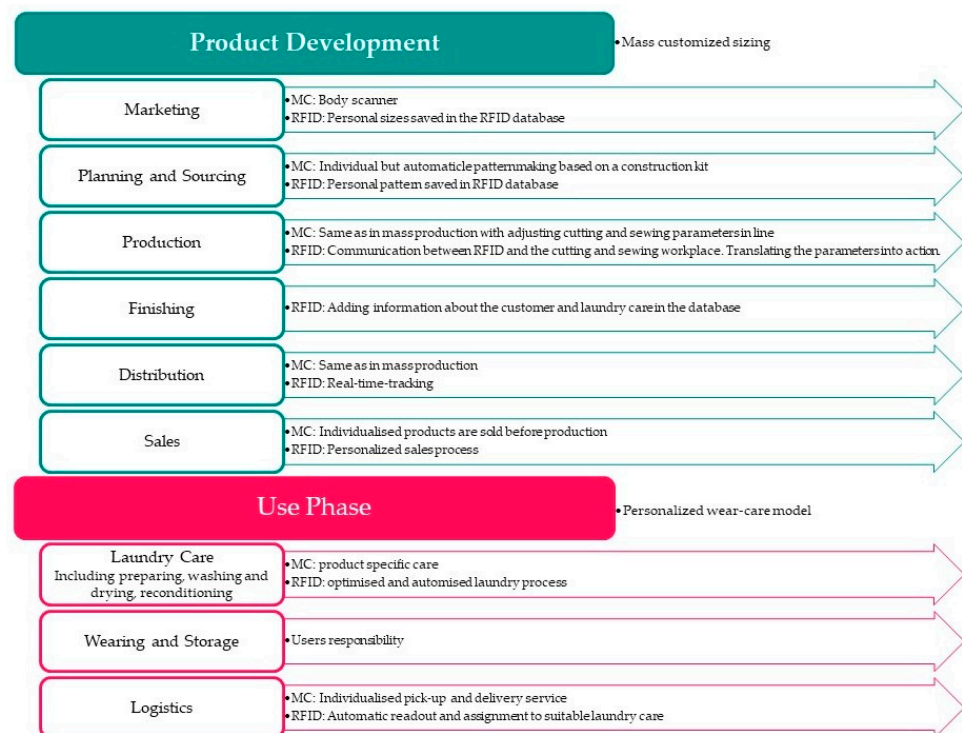 Product Development
•Mass customized sizing
Marketing
•MC: Body scanner
•RFID: Personal sizes saved in the RFID database
Planning and Sourcing
•MC: Individual but automaticle patternmaking based on a construction kit
•RFID: Personal pattern saved in RFID database
Production
•MC: Same as in mass production with adjusting cutting and sewing parameters in line
•RFID: Communication between RFID and the cutting and sewing workplace. Translating the parameters into action.
Finishing
•RFID: Adding information about the customer and laundry care in the database
Distribution
•MC: Same as in mass production
•RFID: Real-time-tracking
Sales
•MC: Individualised products are sold before production
•RFID: Personalized sales process
Use Phase
•Personalized wear-care model
Laundry Care
Including preparing, washing and
drying, reconditioning
•MC: product specific care
•RFID: optimised and automised laundry process
Wearing and Storage
•Users responsibility
Logistics
•MC: Individualised pick-up and delivery service
•RFID: Automatic readout and assignment to suitable laundry care